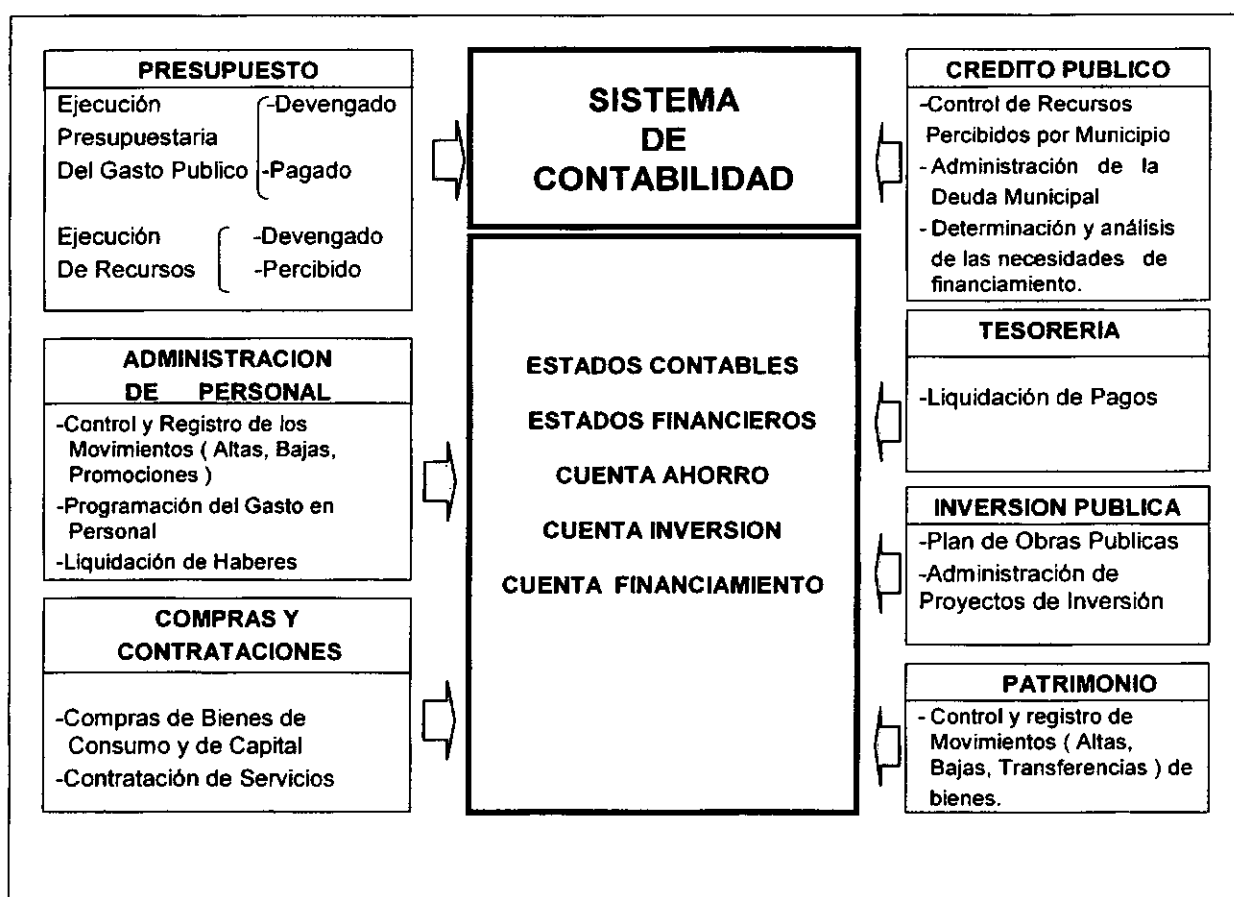 PRESUPUESTO
Ejecución -Devengado
Presupuestaria
Del Gasto Publico -Pagado
Ejecución -Devengado
De Recursos -Percibido
ADMINISTRACION
DE PERSONAL
-Control y Registro de los
Movimientos ( Altas, Bajas,
Promociones )
-Programación del Gasto en
Personal
-Liquidación de Haberes
COMPRAS Y
CONTRATACIONES
-Compras de Bienes de
Consumo y de Capital
-Contratación de Servicios
SISTEMA
DE
CONTABILIDAD
ESTADOS CONTABLES
ESTADOS FINANCIEROS
CUENTA AHORRO
CUENTA INVERSION
CUENTA FINANCIAMIENTO
CREDITO PUBLICO
-Control de Recursos
Percibidos por Municipio
- Administración de la
Deuda Municipal
- Determinación y análisis
de las necesidades de
financiamiento.
TESORERIA
-Liquidación de Pagos
INVERSION PUBLICA
-Plan de Obras Publicas
-Administración de
Proyectos de Inversión
PATRIMONIO
- Control y registro de
Movimientos ( Altas,
Bajas, Transferencias ) de
bienes.